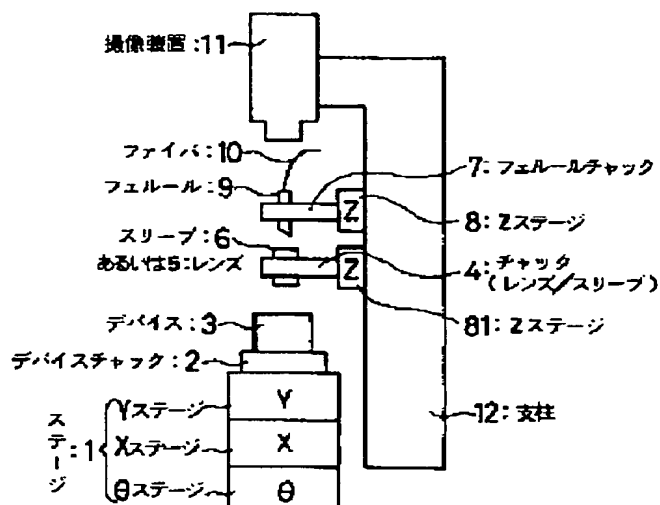 撮像装置:11
ファイバ:10
7:フェルールチャック
フェルール:9
Z
8:Zステージ
スリーブ:6
あるいは5:レンズ
Z
4:チャック
(レンズ/スリーブ)
デバイス:3
81:Zステージ
デバイスチャック:2
Yステージ
Y
12:支柱
ステージ:1
Xステージ
X
θステージ
θ